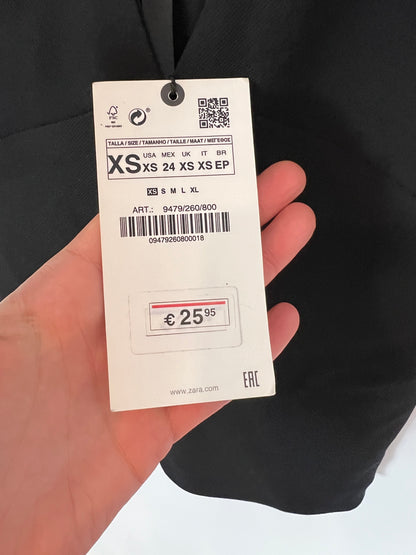 FSC
TALLA / SIZE / TAMANHO / TAILLE / MAAT / ΜΕΓΕΘΟΣ
XS USA XS MEX 24 UK XS IT XS BR EP
XS S M L XL
ART.: 9479/260/800
09479260800018
€ 25 95
www.zara.com
EAC